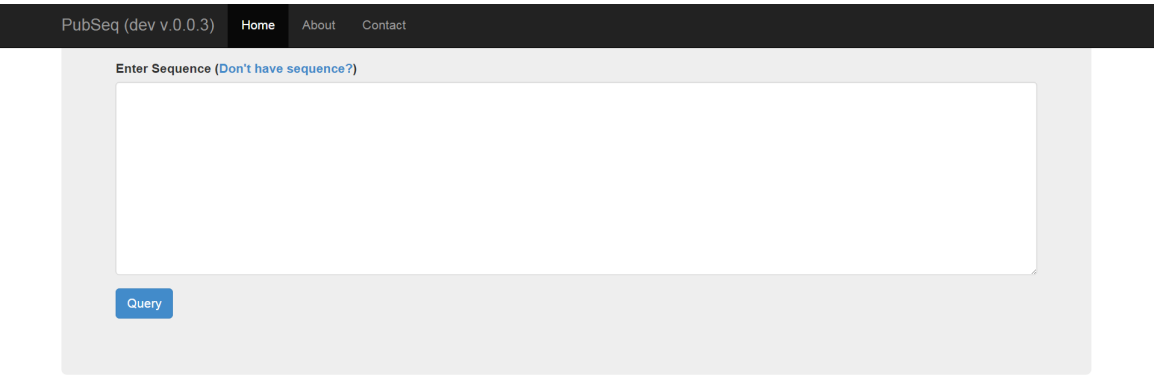 PubSeq (dev v.0.0.3) Home About Contact
Enter Sequence (Don't have sequence?)
Query